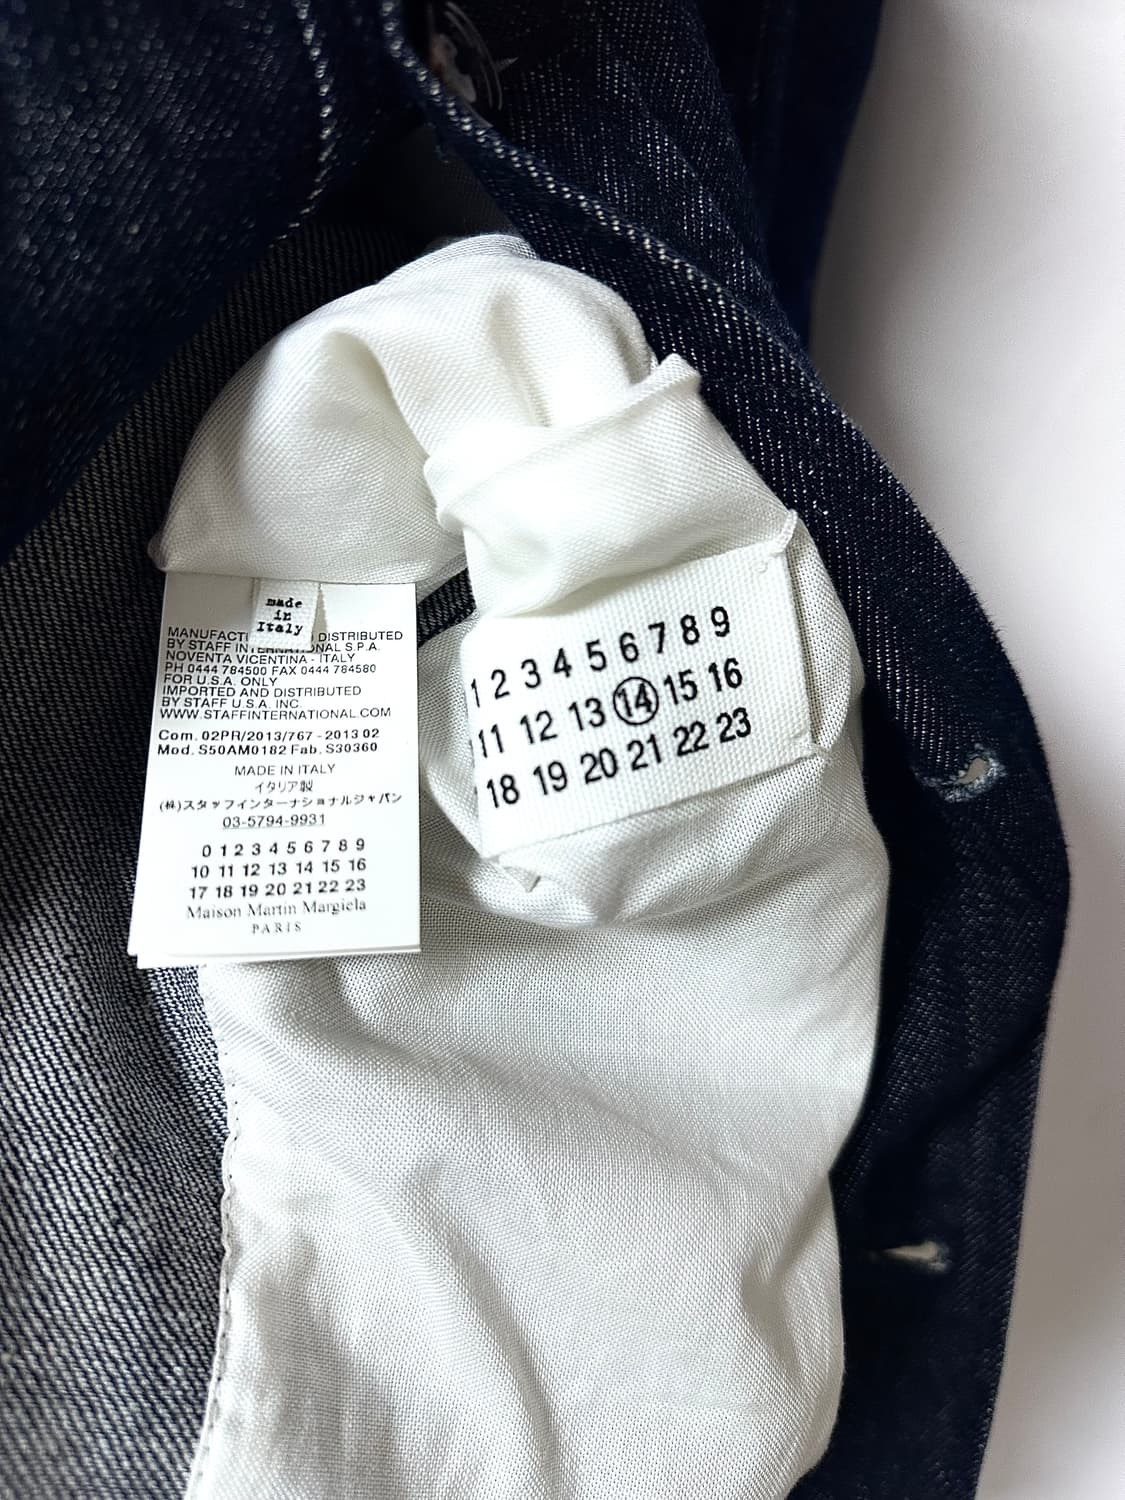 made
in
Italy
DISTRIBUTED
BY STAFF S.P.A.
NOVENTA VICENTINA - ITALY
PH 0444 784500 FAX 0444 784580
FOR U.S.A. ONLY
IMPORTED AND DISTRIBUTED
BY STAFF U.S.A. INC.
WWW.STAFFINTERNATIONAL.COM
Com. 02PR/2013/767 - 2013 02
Mod. S50AM0182 Fab. S30360
MADE IN ITALY
イタリア製
(株)スタッフインターナショナルジャパン
03-5794-9931
0 1 2 3 4 5 6 7 8 9
10 11 12 13 14 15 16
17 18 19 20 21 22 23
Maison Martin Margiela
PARIS
1 2 3 4 5 6 7 8 9
11 12 13 14 15 16
18 19 20 21 22 23